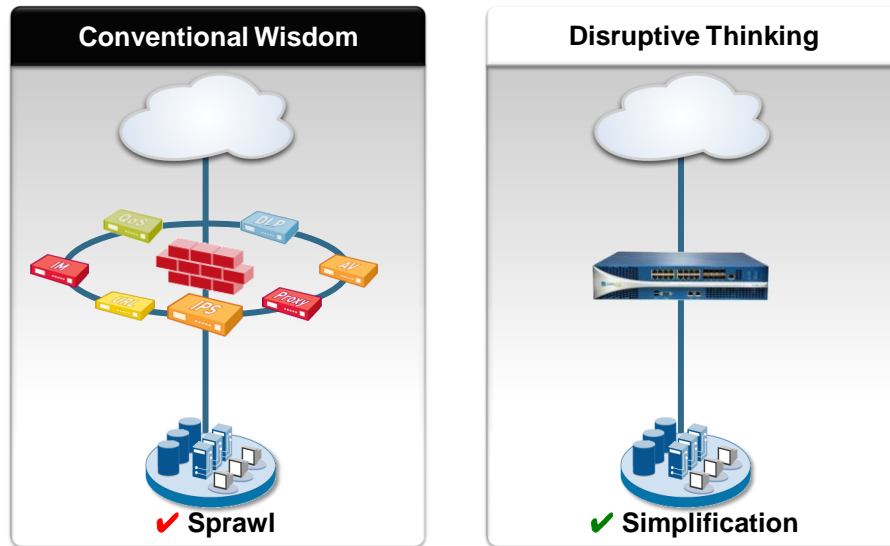 Conventional Wisdom
Disruptive Thinking
QoS
DLP
IM
AV
URL
IPS
Proxy
✔ Sprawl
✔ Simplification